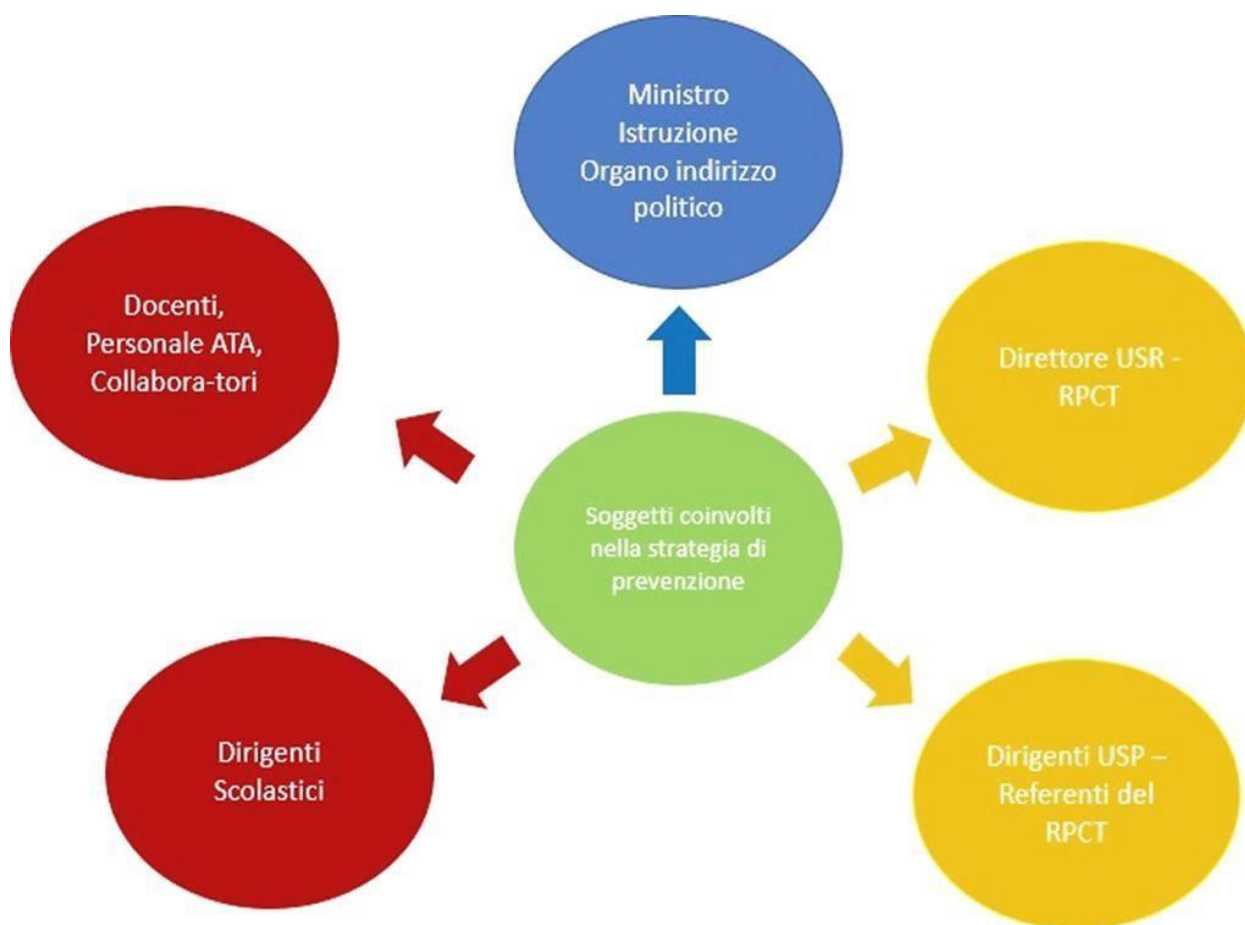 Ministro
Istruzione
Organo indirizzo
politico
Docenti,
Personale ATA,
Collabora-tori
Direttore USR -
RPCT
Soggetti coinvolti
nella strategia di
prevenzione
Dirigenti
Scolastici
Dirigenti USP –
Referenti del
RPCT